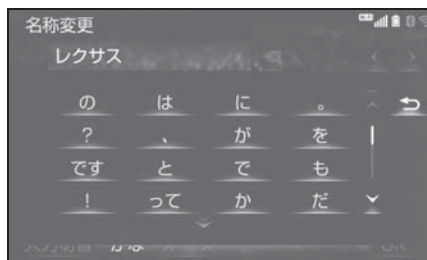 名称変更
レクサス
の は に 。
? 、 が を
です と で も
! って か だ
かな
OK